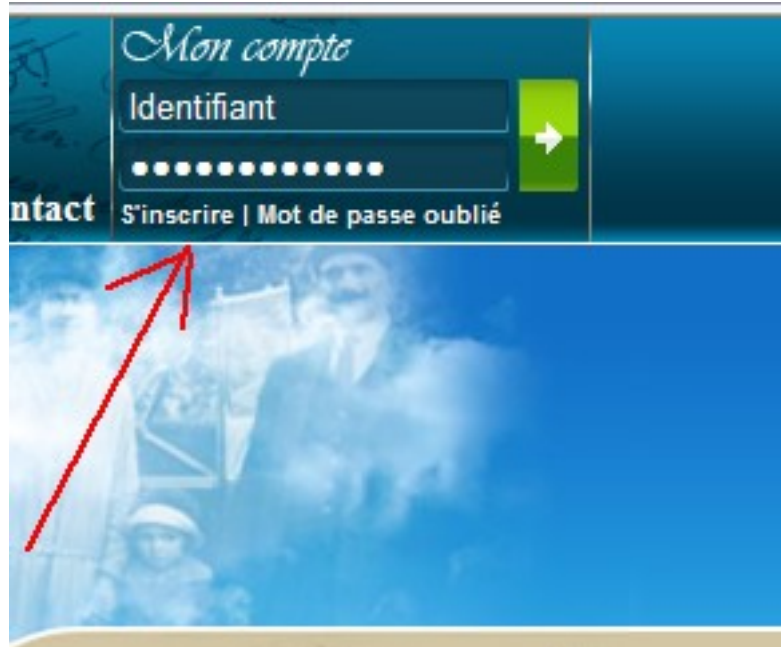 Mon compte
Identifiant
••••••••••••
ntact
S'inscrire | Mot de passe oublié